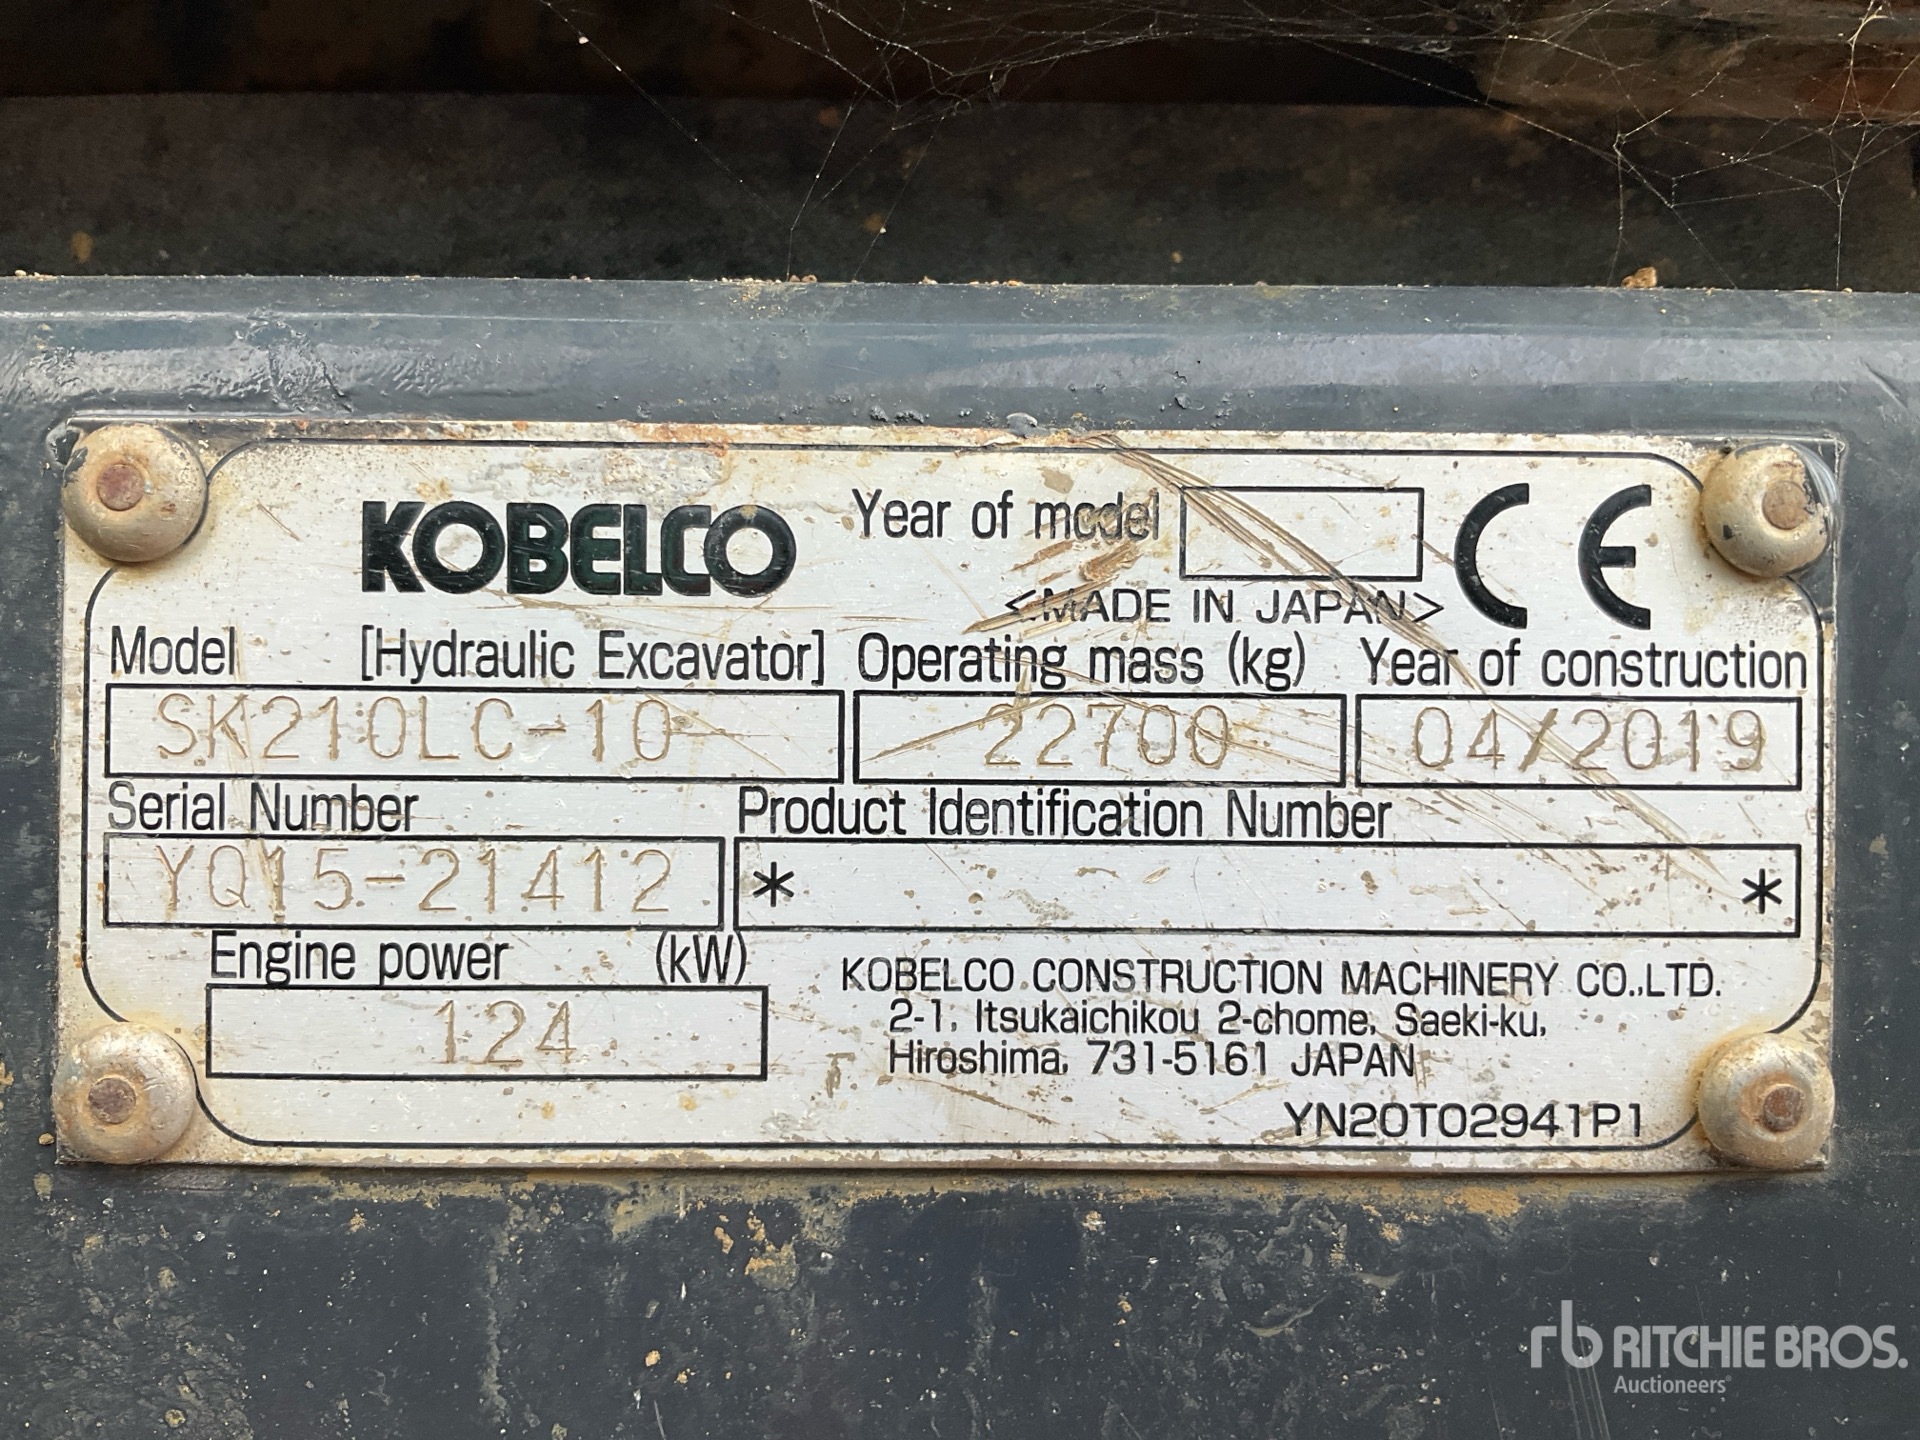 KOBELCO Year of model CE
<MADE IN JAPAN>
Model [Hydraulic Excavator] Operating mass (kg) Year of construction
SK210LC-10 22700 04/2019
Serial Number Product Identification Number
YQ15-21412 * *
Engine power (kW)
124
KOBELCO CONSTRUCTION MACHINERY CO.,LTD.
2-1, Itsukaichikou 2-chome, Saeki-ku,
Hiroshima, 731-5161 JAPAN
YN20T02941P1
rb RITCHIE BROS.
Auctioneers